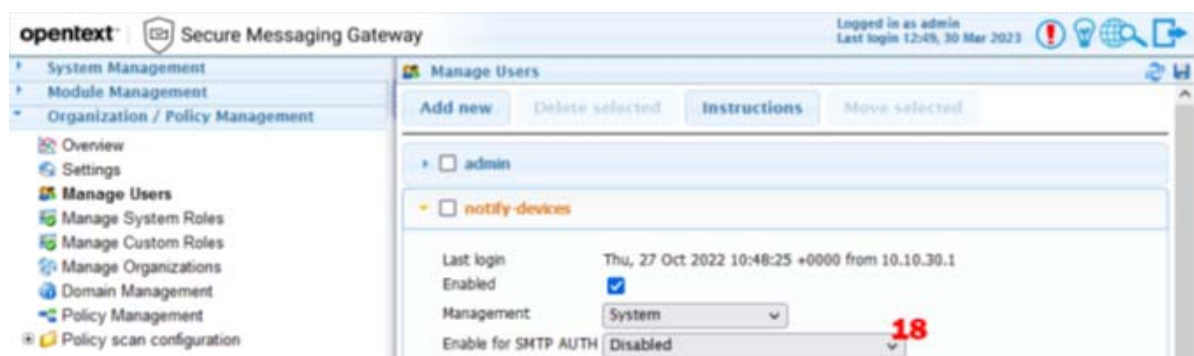 opentext Secure Messaging Gateway
Logged in as admin
Last login 12:49, 30 Mar 2023
System Management
Module Management
Organization / Policy Management
Overview
Settings
Manage Users
Manage System Roles
Manage Custom Roles
Manage Organizations
Domain Management
Policy Management
Policy scan configuration
Manage Users
Add new Delete selected Instructions Move selected
admin
notify-devices
Last login Thu, 27 Oct 2022 10:48:25 +0000 from 10.10.30.1
Enabled
Management System
Enable for SMTP AUTH Disabled 18